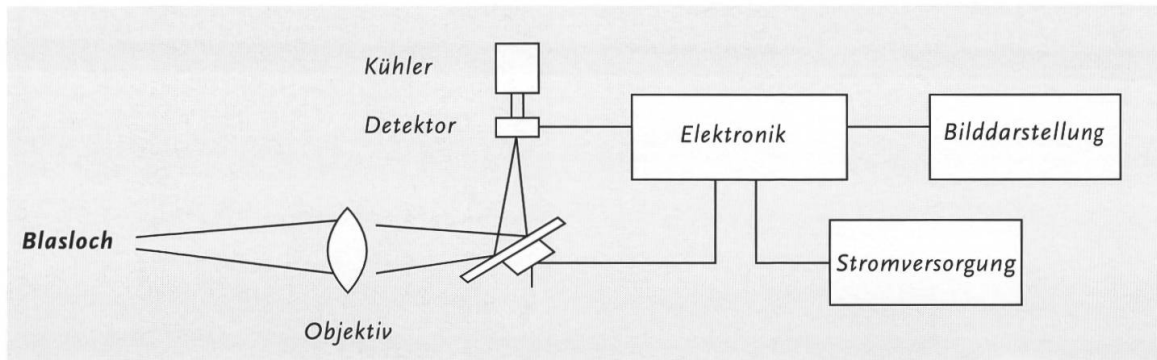 Kühler
Detektor
Elektronik
Bilddarstellung
Blasloch
Stromversorgung
Objektiv